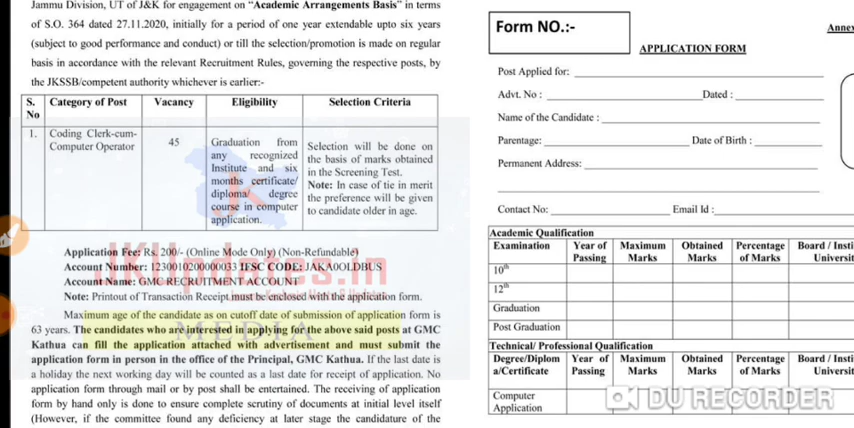 Jammu Division, UT of J&K for engagement on "Academic Arrangements Basis" in terms
of S.O. 364 dated 27.11.2020, initially for a period of one year extendable upto six years
(subject to good performance and conduct) or till the selection/promotion is made on regular
basis in accordance with the relevant Recruitment Rules, governing the respective posts, by
the JKSSB/competent authority whichever is earlier:-
S. No Category of Post Vacancy Eligibility Selection Criteria
1. Coding Clerk-cum-
Computer Operator
45
Graduation from
any recognized
Institute and six
months certificate/
diploma/ degree
course in computer
application.
Selection will be done on
the basis of marks obtained
in the Screening Test.
Note: In case of tie in merit
the preference will be given
to candidate older in age.
Application Fee: Rs. 200/- (Online Mode Only) (Non-Refundable)
Account Number: 1230010200000033 IFSC CODE: JAKA0OLDBUS
Account Name: GMC RECRUITMENT ACCOUNT
Note: Printout of Transaction Receipt must be enclosed with the application form.
Maximum age of the candidate as on cutoff date of submission of application form is
63 years. The candidates who are interested in applying for the above said posts at GMC
Kathua can fill the application attached with advertisement and must submit the
application form in person in the office of the Principal, GMC Kathua. If the last date is
a holiday the next working day will be counted as a last date for receipt of application. No
application form through mail or by post shall be entertained. The receiving of application
form by hand only is done to ensure complete scrutiny of documents at initial level itself
(However, if the committee found any deficiency at later stage the candidature of the
JKUpdates.in
MEDIA
Form NO.:-
Annex
APPLICATION FORM
Post Applied for:
Advt. No : Dated :
Name of the Candidate :
Parentage: Date of Birth :
Permanent Address:
Contact No: Email Id :
Academic Qualification
Examination Year of Passing Maximum Marks Obtained Marks Percentage of Marks Board / Insti Universit
10th
12th
Graduation
Post Graduation
Technical/ Professional Qualification
Degree/Diplom a/Certificate Year of Passing Maximum Marks Obtained Marks Percentage of Marks Board / Insti Universit
Computer
Application
DU RECORDER